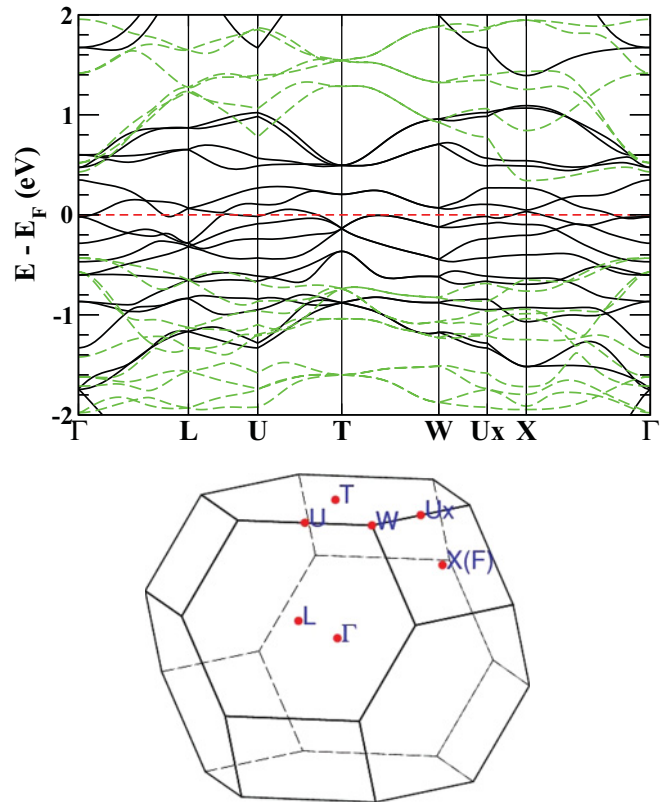 2
1
0
-1
-2
E - E_F (eV)
Γ L U T W Ux X Γ
T
U W Ux
X(F)
L
Γ